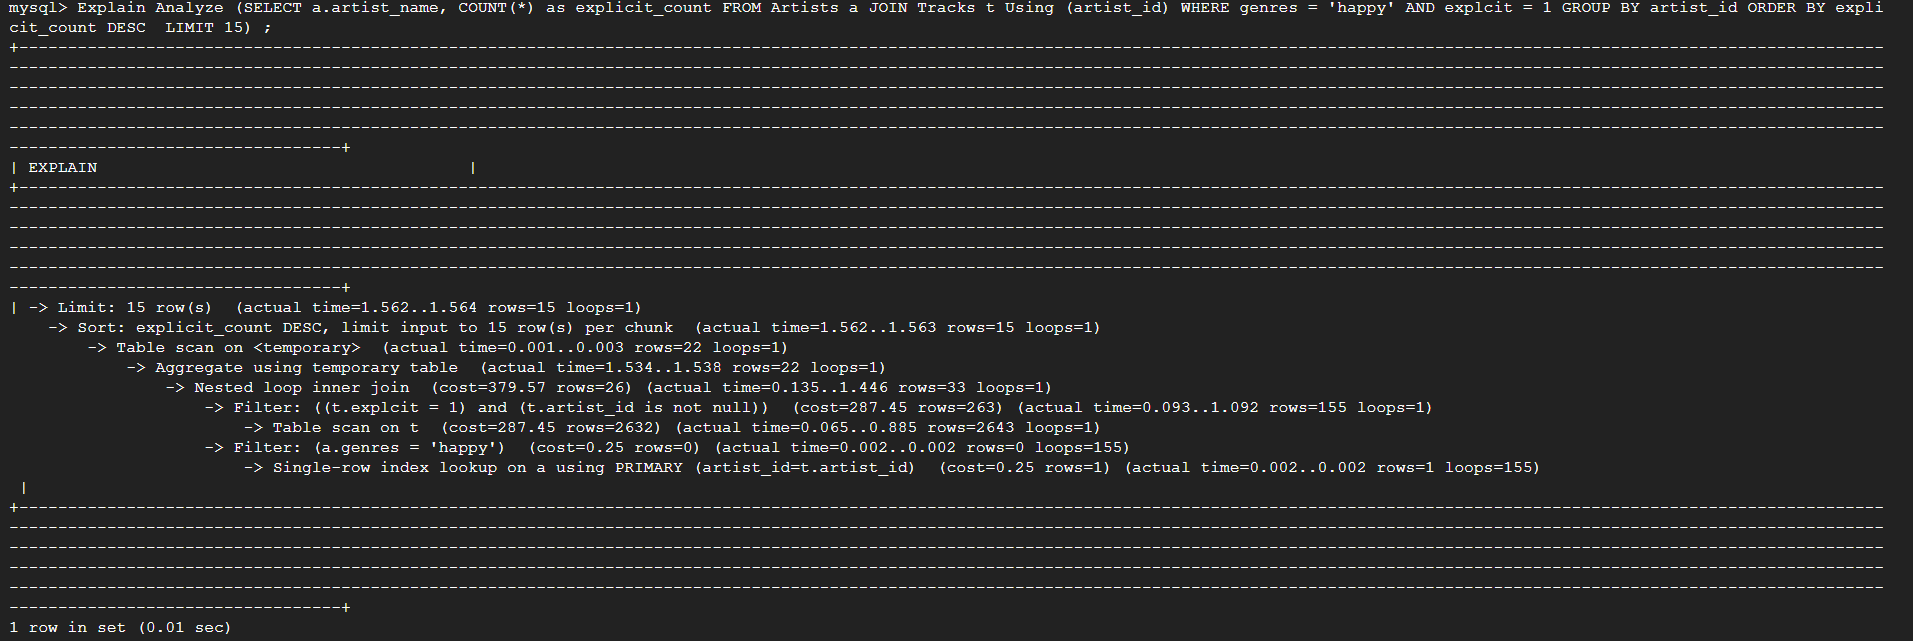 mysql> Explain Analyze (SELECT a.artist_name, COUNT(*) as explicit_count FROM Artists a JOIN Tracks t Using (artist_id) WHERE genres = 'happy' AND explcit = 1 GROUP BY artist_id ORDER BY expli
cit_count DESC  LIMIT 15) ;
| EXPLAIN                                      |
| -> Limit: 15 row(s)  (actual time=1.562..1.564 rows=15 loops=1)
    -> Sort: explicit_count DESC, limit input to 15 row(s) per chunk  (actual time=1.562..1.563 rows=15 loops=1)
        -> Table scan on <temporary>  (actual time=0.001..0.003 rows=22 loops=1)
            -> Aggregate using temporary table  (actual time=1.534..1.538 rows=22 loops=1)
                -> Nested loop inner join  (cost=379.57 rows=26) (actual time=0.135..1.446 rows=33 loops=1)
                    -> Filter: ((t.explcit = 1) and (t.artist_id is not null))  (cost=287.45 rows=263) (actual time=0.093..1.092 rows=155 loops=1)
                        -> Table scan on t  (cost=287.45 rows=2632) (actual time=0.065..0.885 rows=2643 loops=1)
                    -> Filter: (a.genres = 'happy')  (cost=0.25 rows=0) (actual time=0.002..0.002 rows=0 loops=155)
                        -> Single-row index lookup on a using PRIMARY (artist_id=t.artist_id)  (cost=0.25 rows=1) (actual time=0.002..0.002 rows=1 loops=155)
 |
1 row in set (0.01 sec)